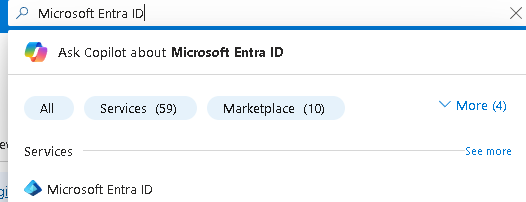 Microsoft Entra ID
Ask Copilot about Microsoft Entra ID
All Services (59) Marketplace (10) More (4)
Services See more
Microsoft Entra ID